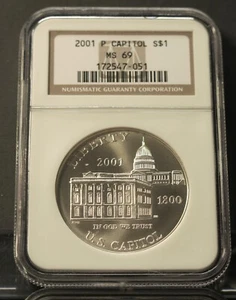 2001 P CAPITOL S$1
MS 69
172547-051
NUMISMATIC GUARANTY CORPORATION
LIBERTY
2001
1800
IN GOD WE TRUST
U.S. CAPITOL